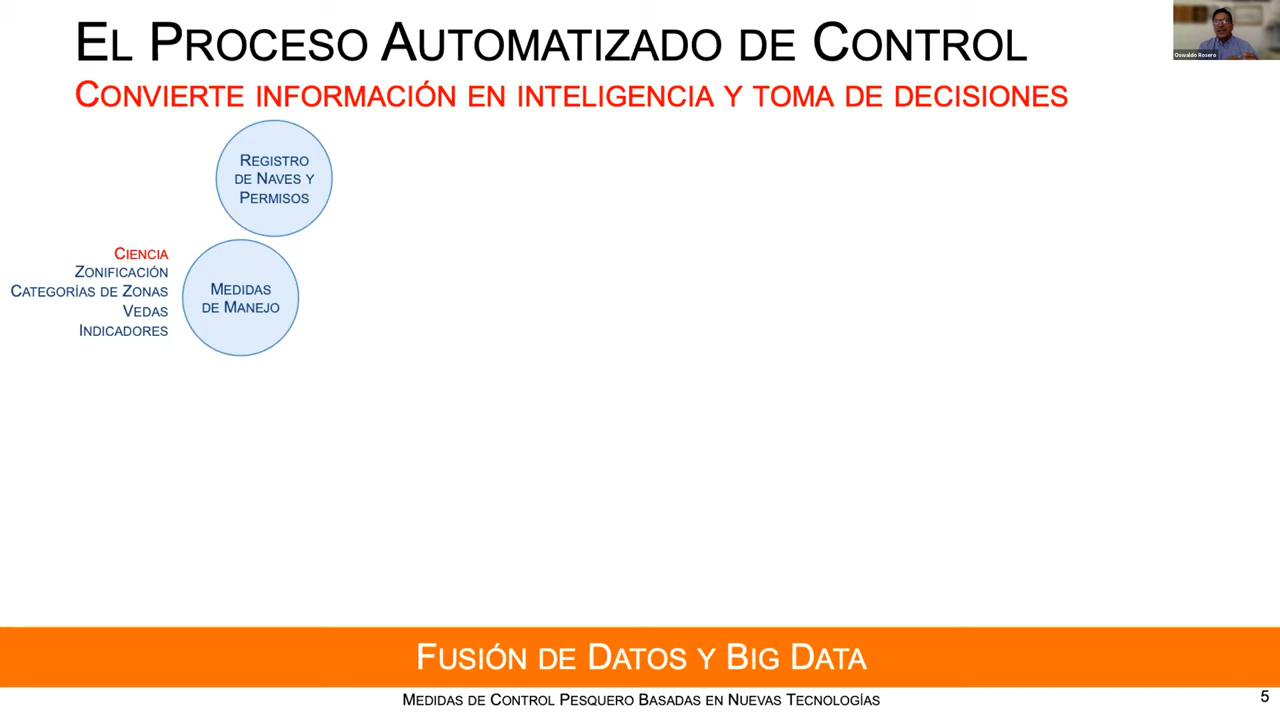 El Proceso Automatizado de Control
Convierte información en inteligencia y toma de decisiones
Oswaldo Rosero
Registro
de Naves y
Permisos
Ciencia
Zonificación
Categorías de Zonas
Vedas
Indicadores
Medidas
de Manejo
Fusión de Datos y Big Data
Medidas de Control Pesquero Basadas en Nuevas Tecnologías
5